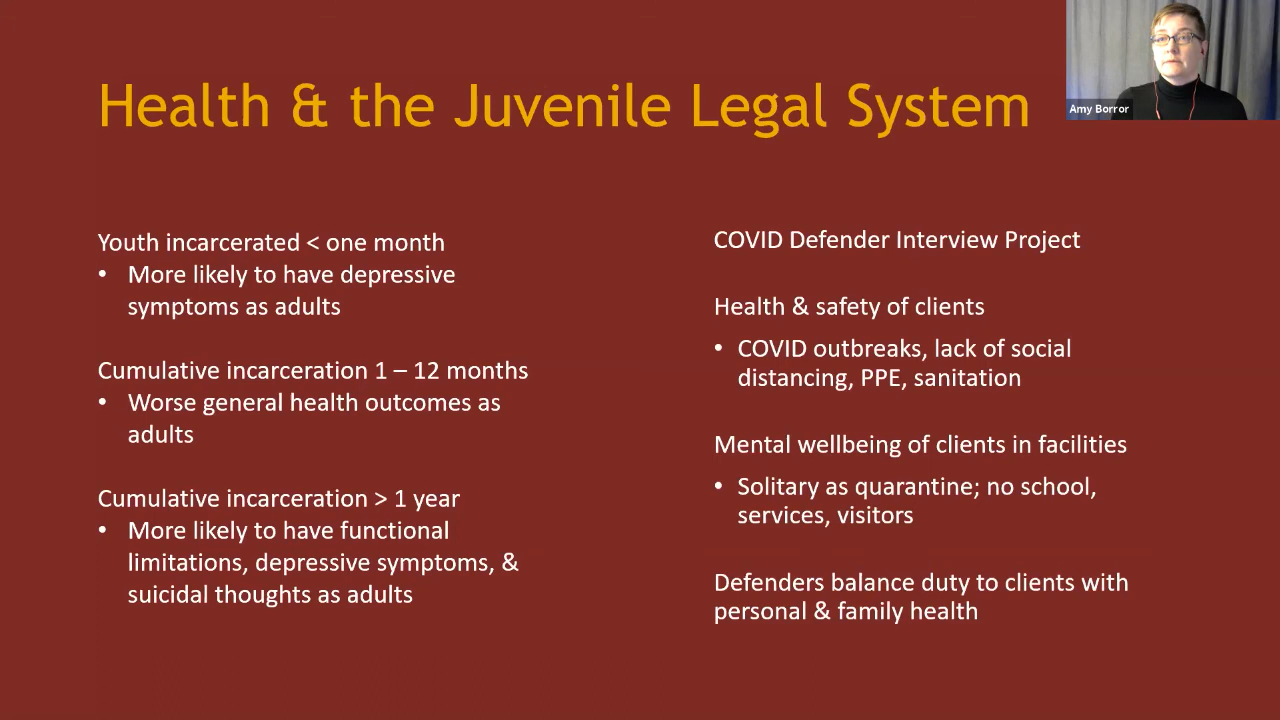 Health & the Juvenile Legal System
Amy Borror
Youth incarcerated < one month
• More likely to have depressive
symptoms as adults
Cumulative incarceration 1 – 12 months
• Worse general health outcomes as
adults
Cumulative incarceration > 1 year
• More likely to have functional
limitations, depressive symptoms, &
suicidal thoughts as adults
COVID Defender Interview Project
Health & safety of clients
• COVID outbreaks, lack of social
distancing, PPE, sanitation
Mental wellbeing of clients in facilities
• Solitary as quarantine; no school,
services, visitors
Defenders balance duty to clients with
personal & family health